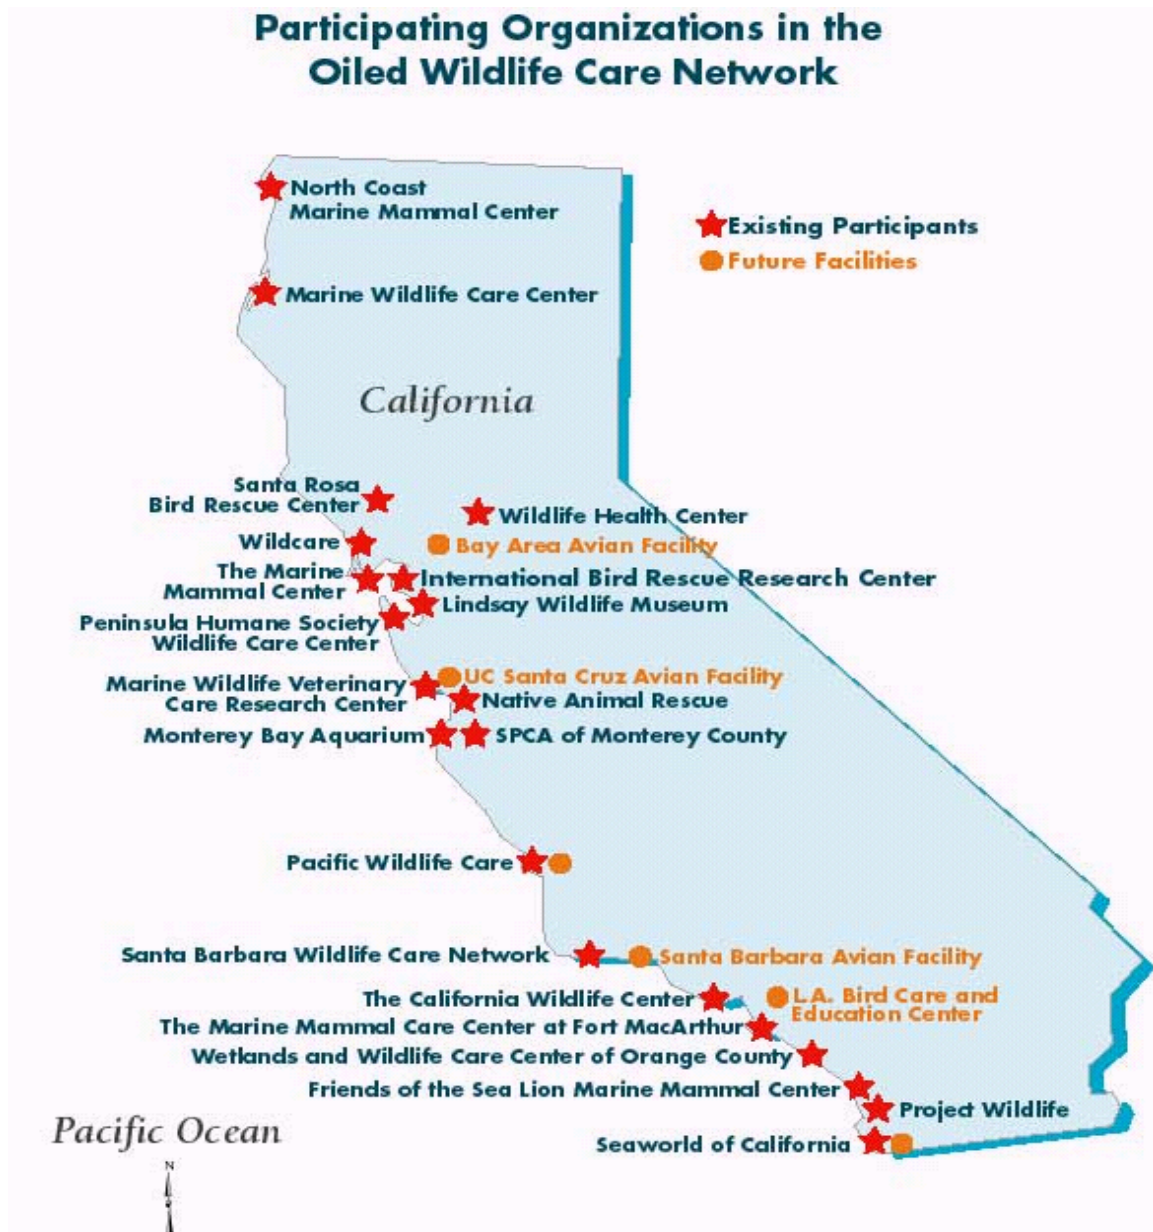 Participating Organizations in the
Oiled Wildlife Care Network
North Coast
Marine Mammal Center
Existing Participants
Future Facilities
Marine Wildlife Care Center
California
Santa Rosa
Bird Rescue Center
Wildlife Health Center
Wildcare
Bay Area Avian Facility
The Marine
Mammal Center
International Bird Rescue Research Center
Lindsay Wildlife Museum
Peninsula Humane Society
Wildlife Care Center
UC Santa Cruz Avian Facility
Marine Wildlife Veterinary
Care Research Center
Native Animal Rescue
Monterey Bay Aquarium
SPCA of Monterey County
Pacific Wildlife Care
Santa Barbara Wildlife Care Network
Santa Barbara Avian Facility
The California Wildlife Center
L.A. Bird Care and
Education Center
The Marine Mammal Care Center at Fort MacArthur
Wetlands and Wildlife Care Center of Orange County
Friends of the Sea Lion Marine Mammal Center
Project Wildlife
Pacific Ocean
Seaworld of California
N